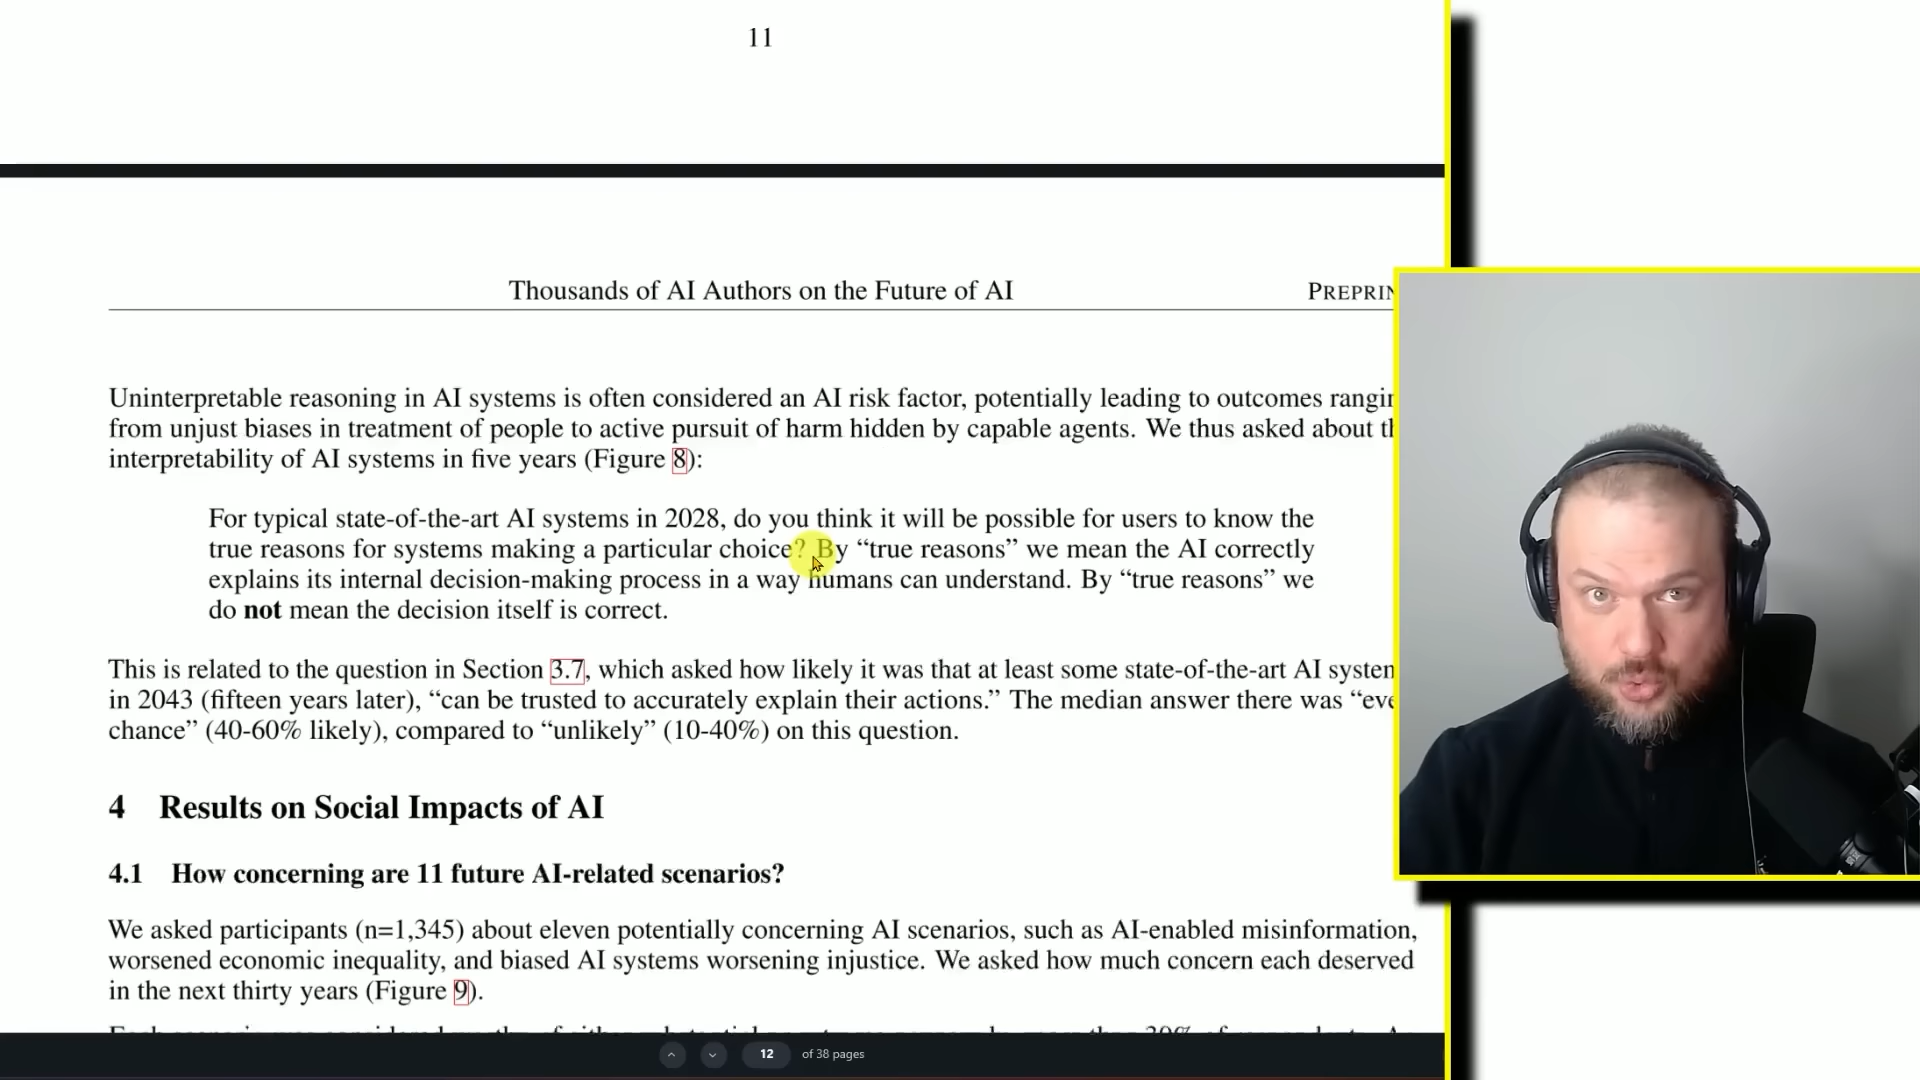 11
Thousands of AI Authors on the Future of AI
Uninterpretable reasoning in AI systems is often considered an AI risk factor, potentially leading to outcomes
from unjust biases in treatment of people to active pursuit of harm hidden by capable agents. We thus asked about
interpretability of AI systems in five years (Figure 8):
For typical state-of-the-art AI systems in 2028, do you think it will be possible for users to know the
true reasons for systems making a particular choice? By “true reasons” we mean the AI correctly
explains its internal decision-making process in a way humans can understand. By “true reasons” we
do not mean the decision itself is correct.
This is related to the question in Section 3.7, which asked how likely it was that at least some state-of-the-art AI
in 2043 (fifteen years later), “can be trusted to accurately explain their actions.” The median answer there was
chance” (40-60% likely), compared to “unlikely” (10-40%) on this question.
4 Results on Social Impacts of AI
4.1 How concerning are 11 future AI-related scenarios?
We asked participants (n=1,345) about eleven potentially concerning AI scenarios, such as AI-enabled misinformation,
worsened economic inequality, and biased AI systems worsening injustice. We asked how much concern each deserved
in the next thirty years (Figure 9).
12 of 38 pages